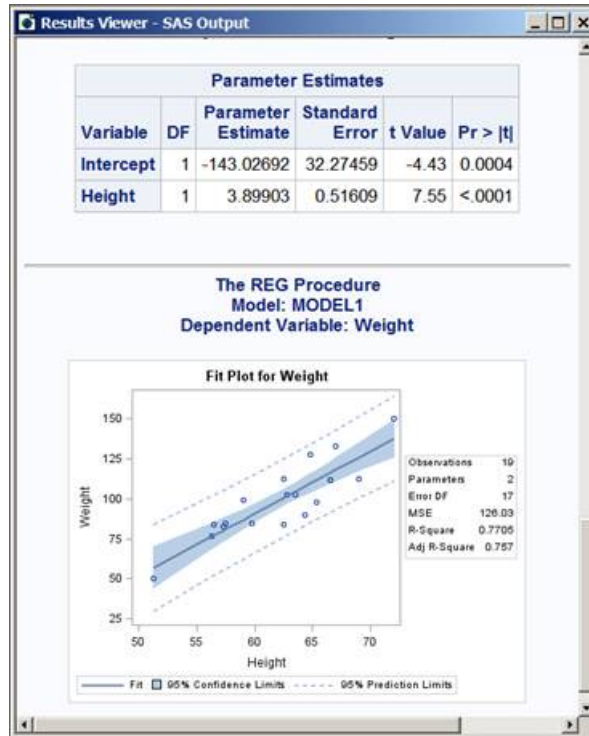 Results Viewer - SAS Output
Parameter Estimates
Variable DF Parameter Estimate Standard Error t Value Pr > |t|
Intercept 1 -143.02692 32.27459 -4.43 0.0004
Height 1 3.89903 0.51609 7.55 <.0001
The REG Procedure
Model: MODEL1
Dependent Variable: Weight
Fit Plot for Weight
150
125
100
75
50
25
Weight
50 55 60 65 70
Height
Observations 19
Parameters 2
Error DF 17
MSE 126.03
R-Square 0.7705
Adj R-Square 0.757
Fit 95% Confidence Limits 95% Prediction Limits